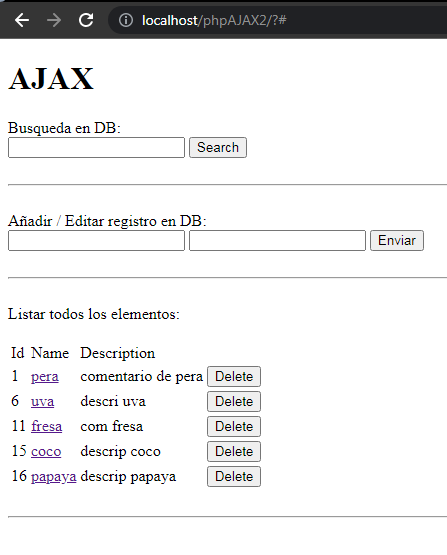 localhost/phpAJAX2/?#
AJAX
Busqueda en DB:
Search
Añadir / Editar registro en DB:
Enviar
Listar todos los elementos:
Id Name Description
1 pera comentario de pera Delete
6 uva descri uva Delete
11 fresa com fresa Delete
15 coco descrip coco Delete
16 papaya descrip papaya Delete